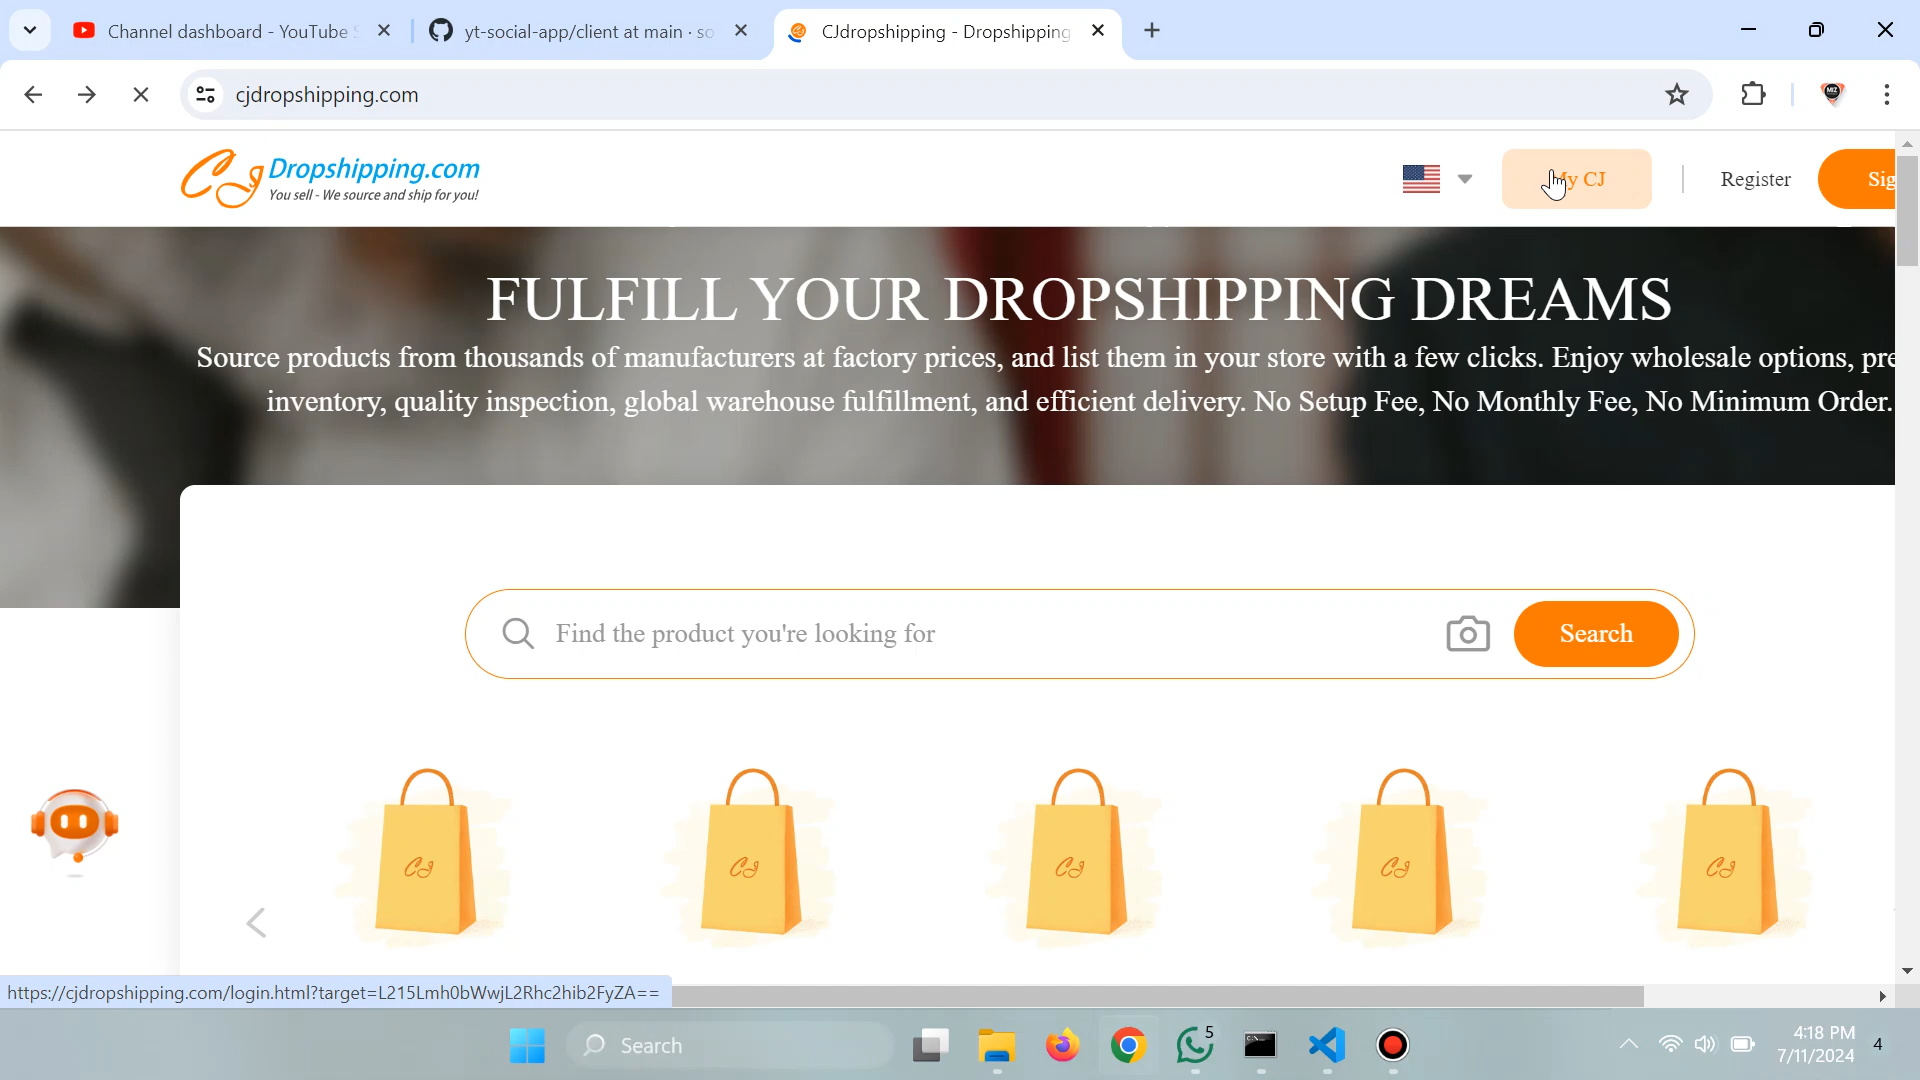 Channel dashboard - YouTube S
yt-social-app/client at main · so
CJdropshipping - Dropshipping
cjdropshipping.com
CJ Dropshipping.com
You sell - We source and ship for you!
My CJ
Register
Sig
FULFILL YOUR DROPSHIPPING DREAMS
Source products from thousands of manufacturers at factory prices, and list them in your store with a few clicks. Enjoy wholesale options, pre
inventory, quality inspection, global warehouse fulfillment, and efficient delivery. No Setup Fee, No Monthly Fee, No Minimum Order.
Find the product you're looking for
Search
CJ
CJ
CJ
CJ
CJ
https://cjdropshipping.com/login.html?target=L215Lmh0bWwjL2Rhc2hib2FyZA==
Search
5
4:18 PM
7/11/2024
4